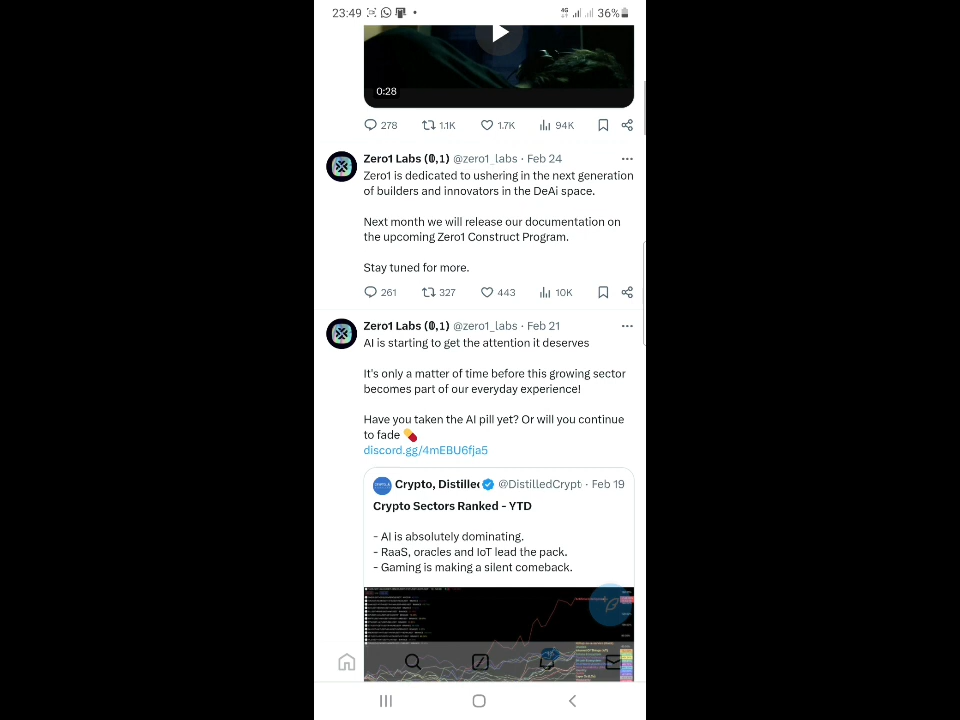 23:49
4G
36%
0:28
278 1.1K 1.7K 94K
Zero1 Labs (0,1) @zero1_labs · Feb 24
Zero1 is dedicated to ushering in the next generation
of builders and innovators in the DeAi space.
Next month we will release our documentation on
the upcoming Zero1 Construct Program.
Stay tuned for more.
261 327 443 10K
Zero1 Labs (0,1) @zero1_labs · Feb 21
AI is starting to get the attention it deserves
It's only a matter of time before this growing sector
becomes part of our everyday experience!
Have you taken the AI pill yet? Or will you continue
to fade 💊
discord.gg/4mEBU6fja5
Crypto, Distilled @DistilledCrypt · Feb 19
Crypto Sectors Ranked - YTD
- AI is absolutely dominating.
- RaaS, oracles and IoT lead the pack.
- Gaming is making a silent comeback.